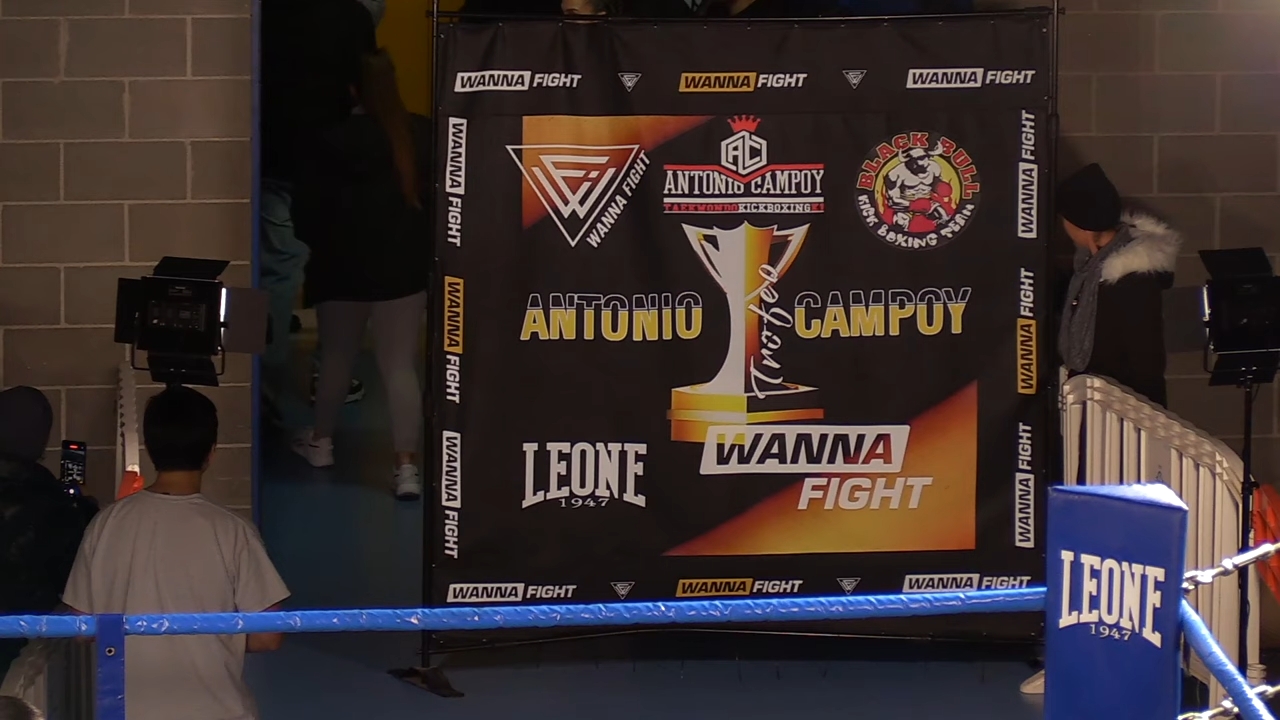 WANNA FIGHT
WANNA FIGHT
WANNA FIGHT
WANNA FIGHT
WANNA FIGHT
WANNA FIGHT
AC
ANTONIO CAMPOY
TAEKWONDO KICKBOXING K1
BLACK BULL
KICK BOXING TEAM
WANNA FIGHT
ANTONIO
Trofeo
CAMPOY
WANNA FIGHT
WANNA FIGHT
LEONE
1947
WANNA
FIGHT
WANNA FIGHT
WANNA FIGHT
WANNA FIGHT
WANNA FIGHT
WANNA FIGHT
LEONE
1947